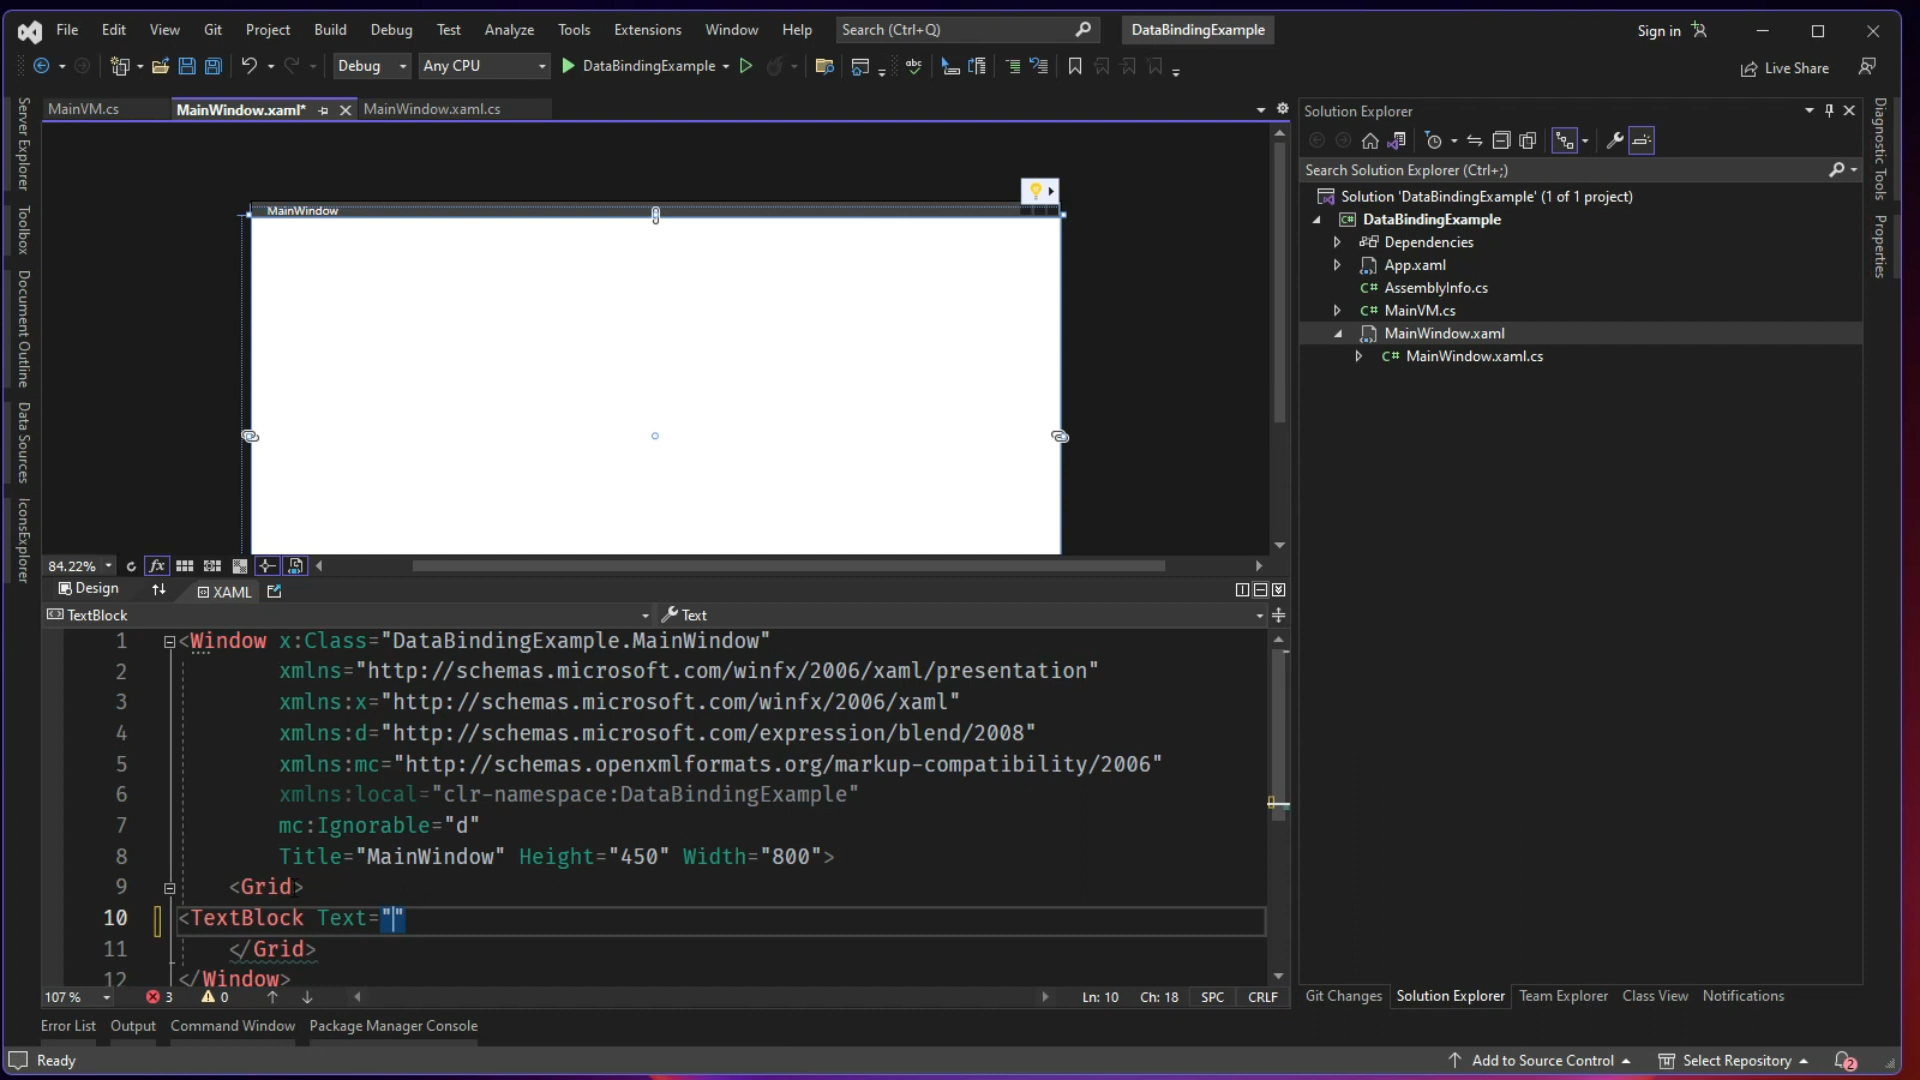 File Edit View Git Project Build Debug Test Analyze Tools Extensions Window Help Search (Ctrl+Q) DataBindingExample Sign in
Debug Any CPU DataBindingExample Live Share
MainVM.cs MainWindow.xaml* MainWindow.xaml.cs
Server Explorer
Toolbox
Document Outline
Data Sources
IconsExplorer
MainWindow
84.22%
Design XAML
TextBlock Text
1 <Window x:Class="DataBindingExample.MainWindow"
2 xmlns="http://schemas.microsoft.com/winfx/2006/xaml/presentation"
3 xmlns:x="http://schemas.microsoft.com/winfx/2006/xaml"
4 xmlns:d="http://schemas.microsoft.com/expression/blend/2008"
5 xmlns:mc="http://schemas.openxmlformats.org/markup-compatibility/2006"
6 xmlns:local="clr-namespace:DataBindingExample"
7 mc:Ignorable="d"
8 Title="MainWindow" Height="450" Width="800">
9 <Grid>
10 <TextBlock Text=""
11 </Grid>
12 </Window>
107 % 3 0 Ln: 10 Ch: 18 SPC CRLF
Error List Output Command Window Package Manager Console
Solution Explorer
Search Solution Explorer (Ctrl+;)
Solution 'DataBindingExample' (1 of 1 project)
C# DataBindingExample
Dependencies
App.xaml
C# AssemblyInfo.cs
C# MainVM.cs
MainWindow.xaml
C# MainWindow.xaml.cs
Git Changes Solution Explorer Team Explorer Class View Notifications
Diagnostic Tools
Properties
Ready Add to Source Control Select Repository 2